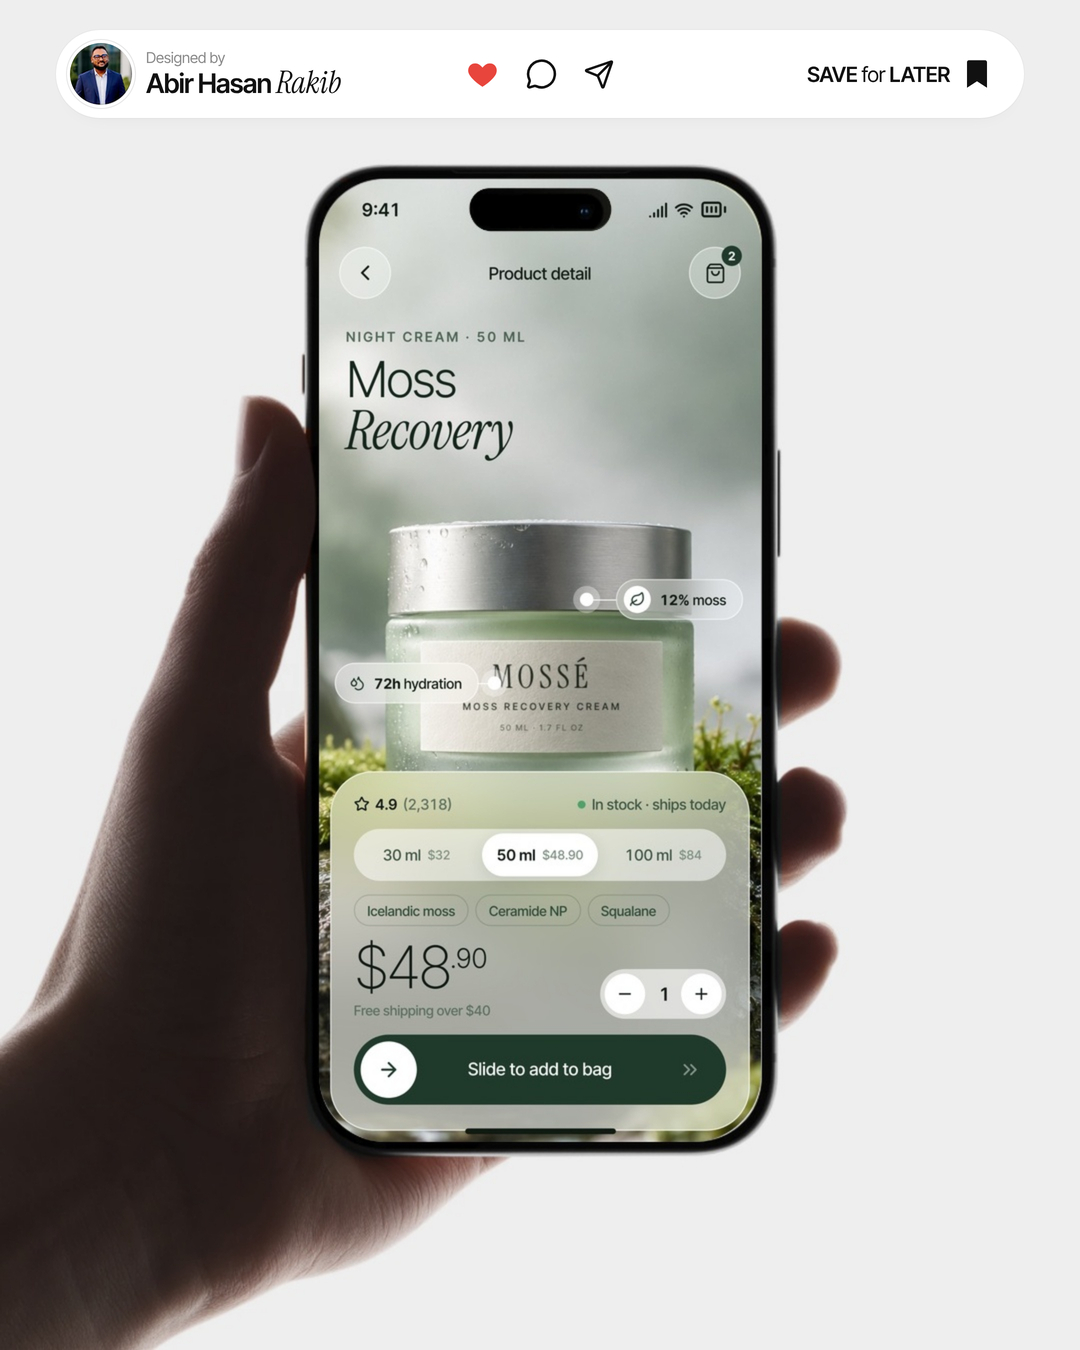 Designed by
Abir Hasan Rakib
SAVE for LATER
9:41
Product detail
2
NIGHT CREAM · 50 ML
Moss
Recovery
12% moss
72h hydration
MOSSÉ
MOSS RECOVERY CREAM
50 ML · 1.7 FL OZ
4.9 (2,318)
In stock · ships today
30 ml $32
50 ml $48.90
100 ml $84
Icelandic moss
Ceramide NP
Squalane
$48.90
Free shipping over $40
1
Slide to add to bag